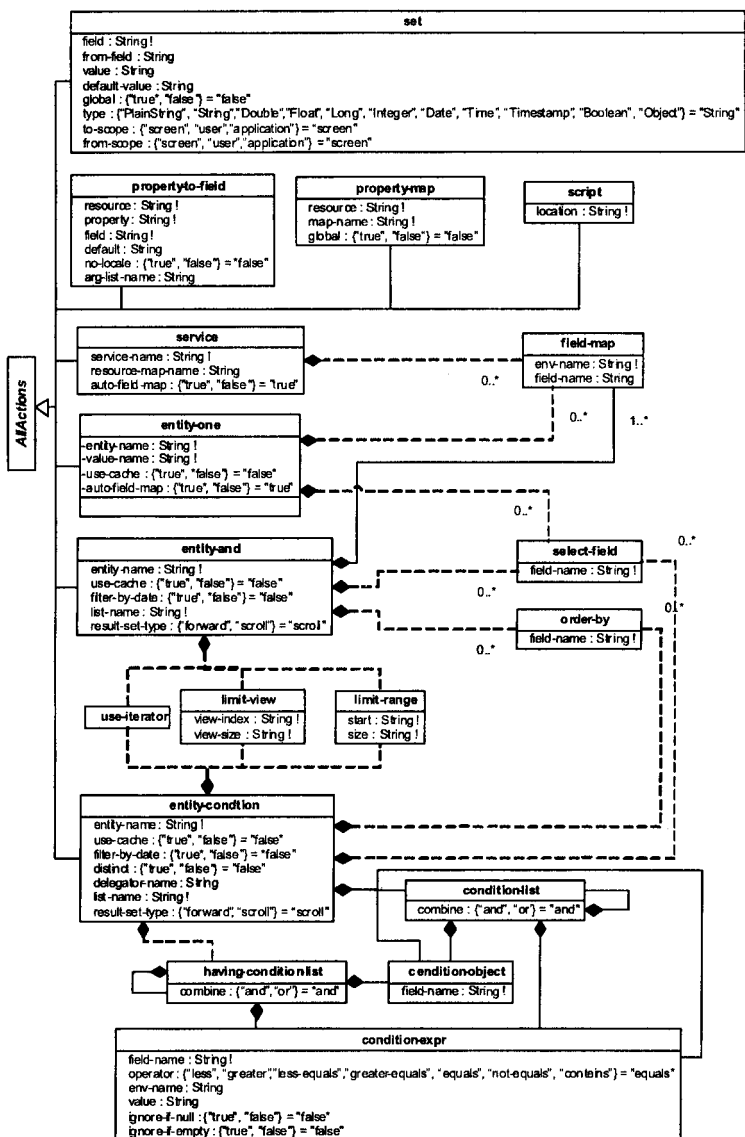 set
field : String !
from-field : String
value : String
default-value : String
global : {"true", "false"} = "false"
type : {"PlainString", "String","Double","Float", "Long", "Integer", "Date", "Time", "Timestamp", "Boolean", "Object"} = "String"
to-scope : {"screen", "user","application"} = "screen"
from-scope : {"screen", "user","application"} = "screen"
property-to-field
resource : String !
property : String !
field : String !
default : String
no-locale : {"true", "false"} = "false"
arg-list-name : String
property-map
resource : String !
map-name : String !
global : {"true", "false"} = "false"
script
location : String !
AllActions
service
service-name : String !
resource-map-name : String
auto-field-map : {"true", "false"} = "true"
0..*
field-map
env-name : String !
field-name : String
0..*
1..*
entity-one
-entity-name : String !
-value-name : String !
-use-cache : {"true", "false"} = "false"
-auto-field-map : {"true", "false"} = "true"
0..*
entity-and
entity-name : String !
use-cache : {"true", "false"} = "false"
filter-by-date : {"true", "false"} = "false"
list-name : String !
result-set-type : {"forward", "scroll"} = "scroll"
0..*
select-field
field-name : String !
0..*
0..*
0..*
order-by
field-name : String !
use-iterator
limit-view
view-index : String !
view-size : String !
limit-range
start : String !
size : String !
entity-condtion
entity-name : String !
use-cache : {"true", "false"} = "false"
filter-by-date : {"true", "false"} = "false"
distinct : {"true", "false"} = "false"
delegator-name : String
list-name : String !
result-set-type : {"forward","scroll"} = "scroll"
condition-list
combine : {"and", "or"} = "and"
having-condition-list
combine : {"and","or"} = "and"
condition-object
field-name : String !
condition-expr
field-name : String !
operator : {"less", "greater","less-equals","greater-equals", "equals", "not-equals", "contains"} = "equals"
env-name : String
value : String
ignore-if-null : {"true", "false"} = "false"
ignore-if-empty : {"true", "false"} = "false"